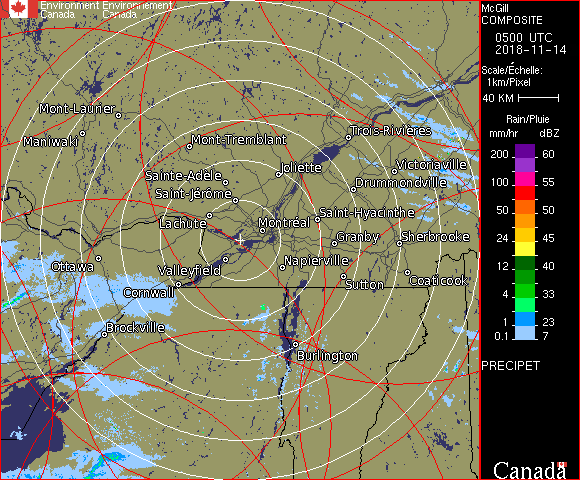 Environment Environnement
Canada Canada
McGill
COMPOSITE
0500 UTC
2018-11-14
Scale/Échelle:
1km/Pixel
40 KM
Rain/Pluie
mm/hr dBZ
200 60
100 55
50 50
24 45
12 40
4 33
1 23
0.1 7
PRECIPET
Canada
Mont-Laurier
Maniwaki
Mont-Tremblant
Trois-Rivières
Sainte-Adèle
Joliette
Victoriaville
Saint-Jérôme
Drummondville
Lachute
Montréal
Saint-Hyacinthe
Granby
Sherbrooke
Ottawa
Valleyfield
Napierville
Cornwall
Sutton
Coaticook
Brockville
Burlington